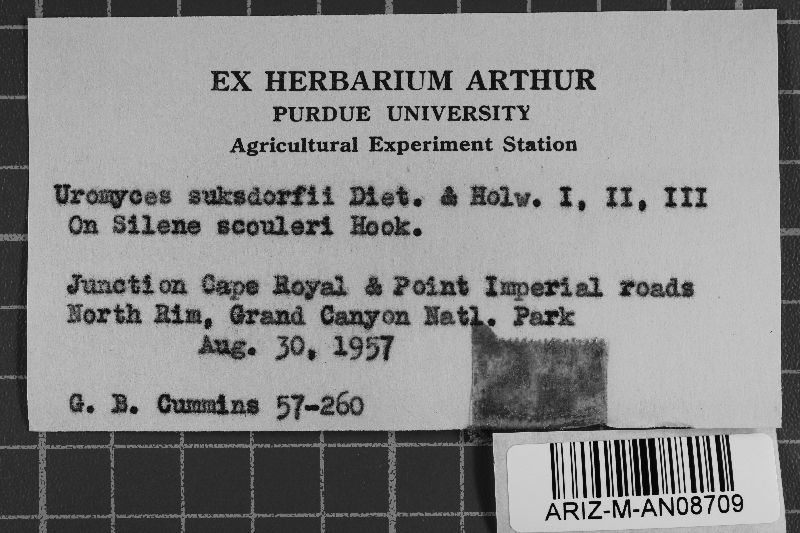 EX HERBARIUM ARTHUR
PURDUE UNIVERSITY
Agricultural Experiment Station
Uromyces suksdorfii Diet. & Holw. I, II, III
On Silene scouleri Hook.
Junction Cape Royal & Point Imperial roads
North Rim, Grand Canyon Natl. Park
Aug. 30, 1957
G. B. Cummins 57-260
ARIZ-M-AN08709